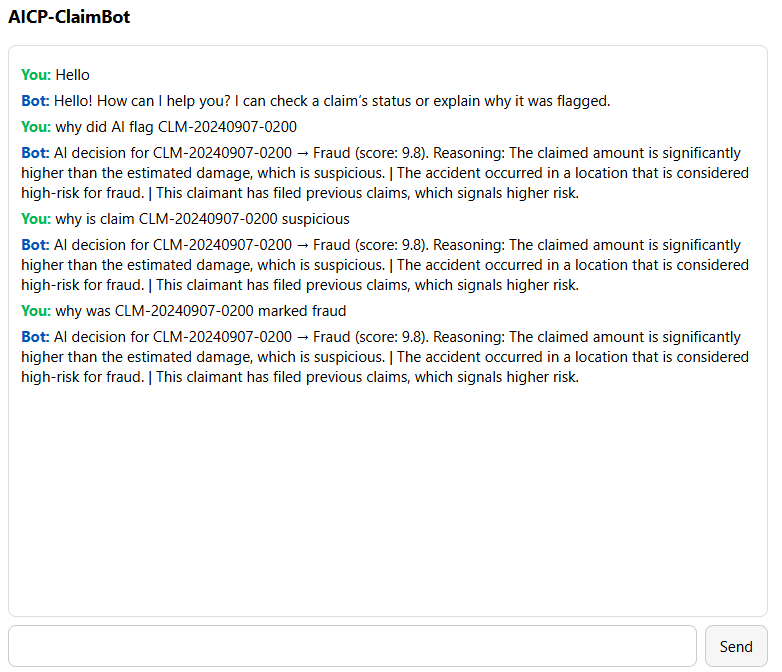 AICP-ClaimBot
You: Hello
Bot: Hello! How can I help you? I can check a claim’s status or explain why it was flagged.
You: why did AI flag CLM-20240907-0200
Bot: AI decision for CLM-20240907-0200 → Fraud (score: 9.8). Reasoning: The claimed amount is significantly
higher than the estimated damage, which is suspicious. | The accident occurred in a location that is considered
high-risk for fraud. | This claimant has filed previous claims, which signals higher risk.
You: why is claim CLM-20240907-0200 suspicious
Bot: AI decision for CLM-20240907-0200 → Fraud (score: 9.8). Reasoning: The claimed amount is significantly
higher than the estimated damage, which is suspicious. | The accident occurred in a location that is considered
high-risk for fraud. | This claimant has filed previous claims, which signals higher risk.
You: why was CLM-20240907-0200 marked fraud
Bot: AI decision for CLM-20240907-0200 → Fraud (score: 9.8). Reasoning: The claimed amount is significantly
higher than the estimated damage, which is suspicious. | The accident occurred in a location that is considered
high-risk for fraud. | This claimant has filed previous claims, which signals higher risk.
Send